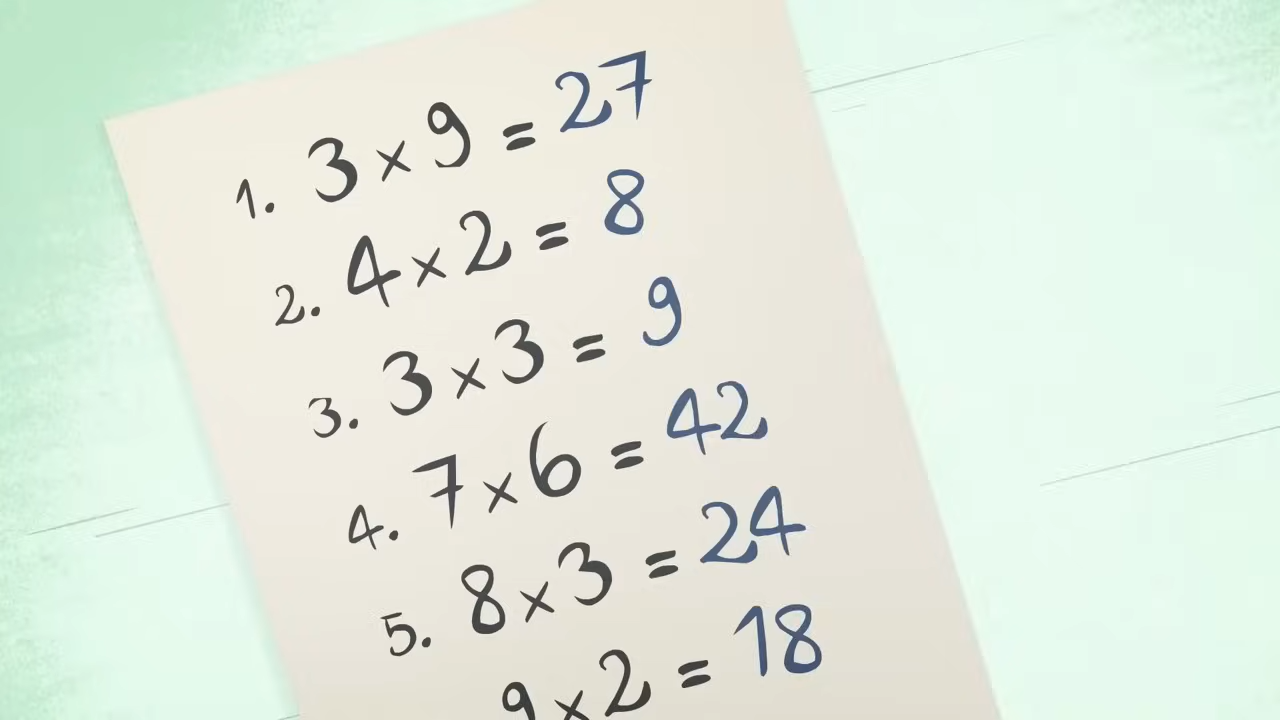 1. 3 × 9 = 27
2. 4 × 2 = 8
3. 3 × 3 = 9
4. 7 × 6 = 42
5. 8 × 3 = 24
9 × 2 = 18